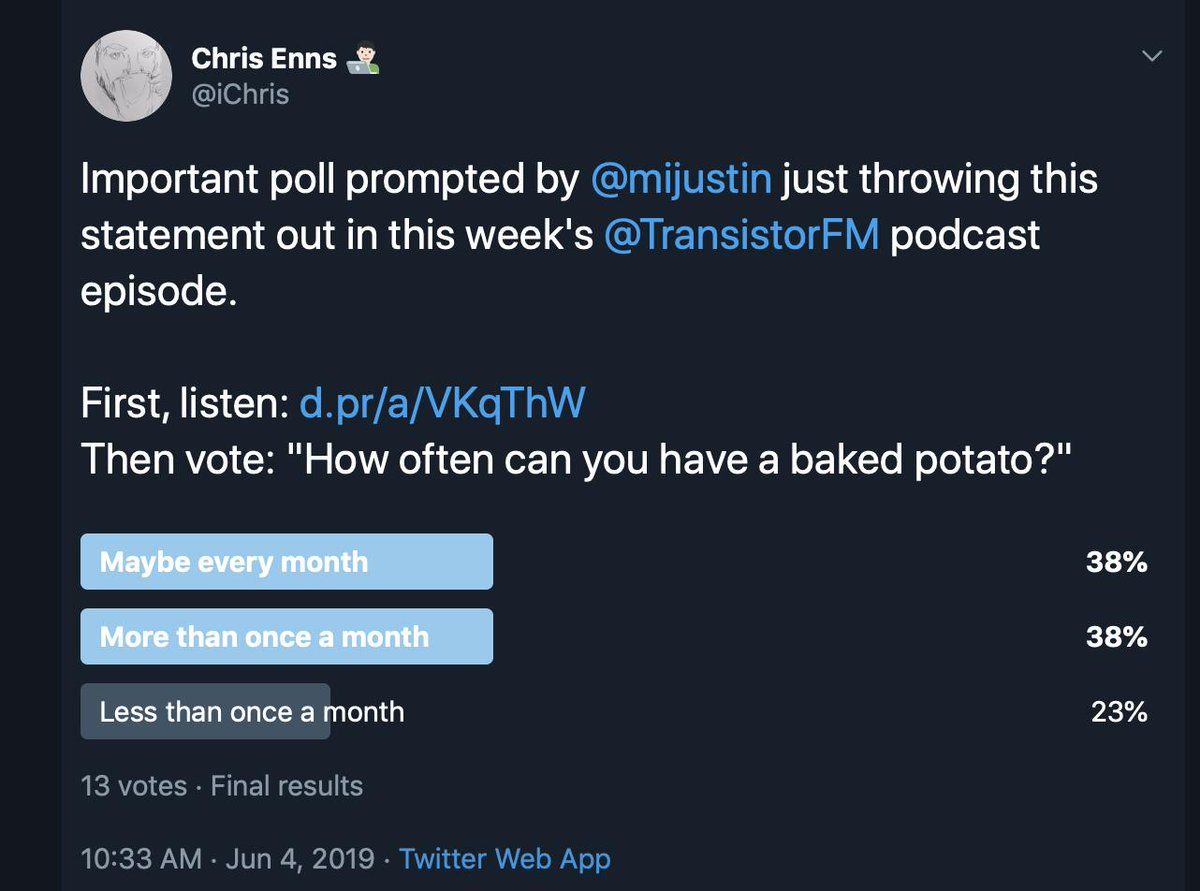 Chris Enns 👨🏻‍💻
@iChris
Important poll prompted by @mijustin just throwing this
statement out in this week's @TransistorFM podcast
episode.
First, listen: d.pr/a/VKqThW
Then vote: "How often can you have a baked potato?"
Maybe every month 38%
More than once a month 38%
Less than once a month 23%
13 votes · Final results
10:33 AM · Jun 4, 2019 · Twitter Web App